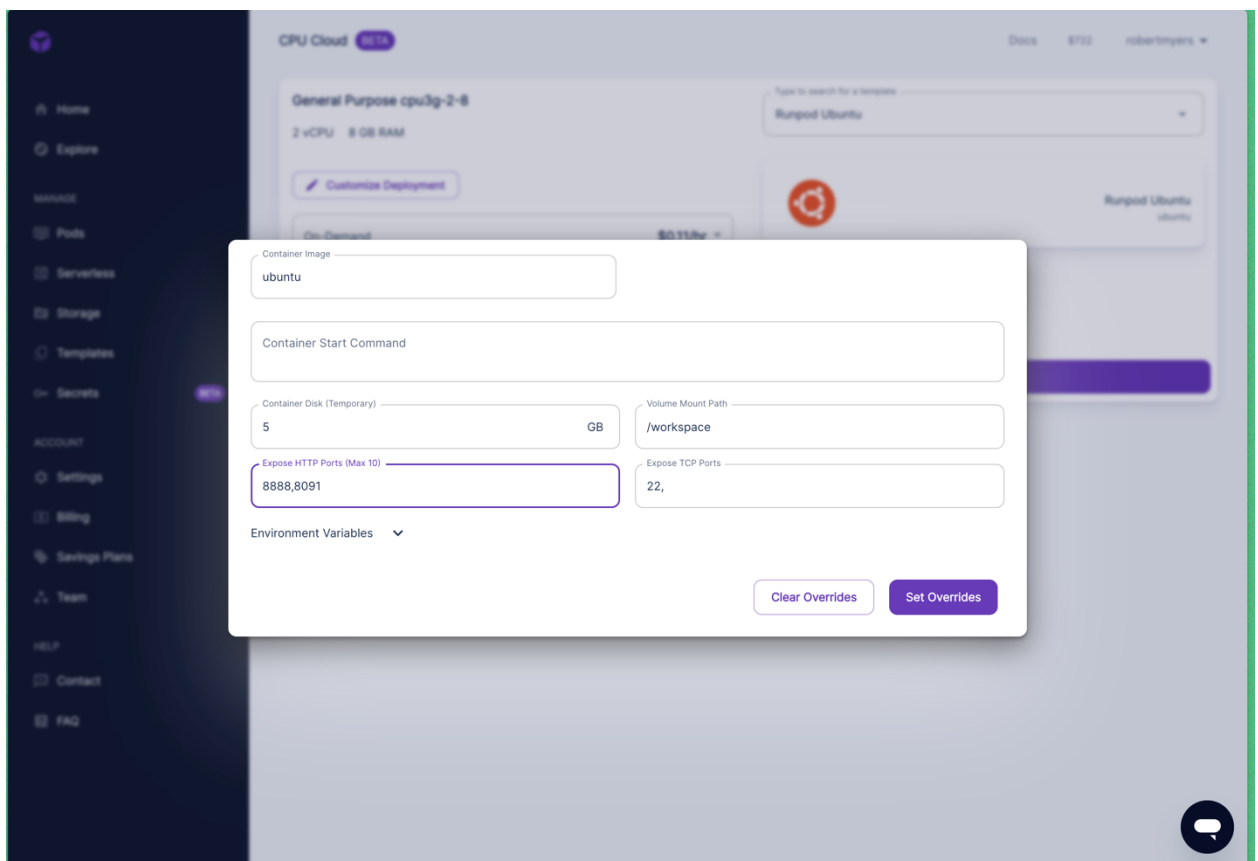 CPU Cloud BETA
Docs $722 robertmyers
Home
Explore
MANAGE
Pods
Serverless
Storage
Templates
Secrets BETA
ACCOUNT
Settings
Billing
Savings Plans
Team
HELP
Contact
FAQ
General Purpose cpu3g-2-8
2 vCPU 8 GB RAM
Customize Deployment
On-Demand $0.11/hr
Type to search for a template
Runpod Ubuntu
Runpod Ubuntu
ubuntu
Container Image
ubuntu
Container Start Command
Container Disk (Temporary)
5 GB
Volume Mount Path
/workspace
Expose HTTP Ports (Max 10)
8888,8091
Expose TCP Ports
22,
Environment Variables
Clear Overrides
Set Overrides